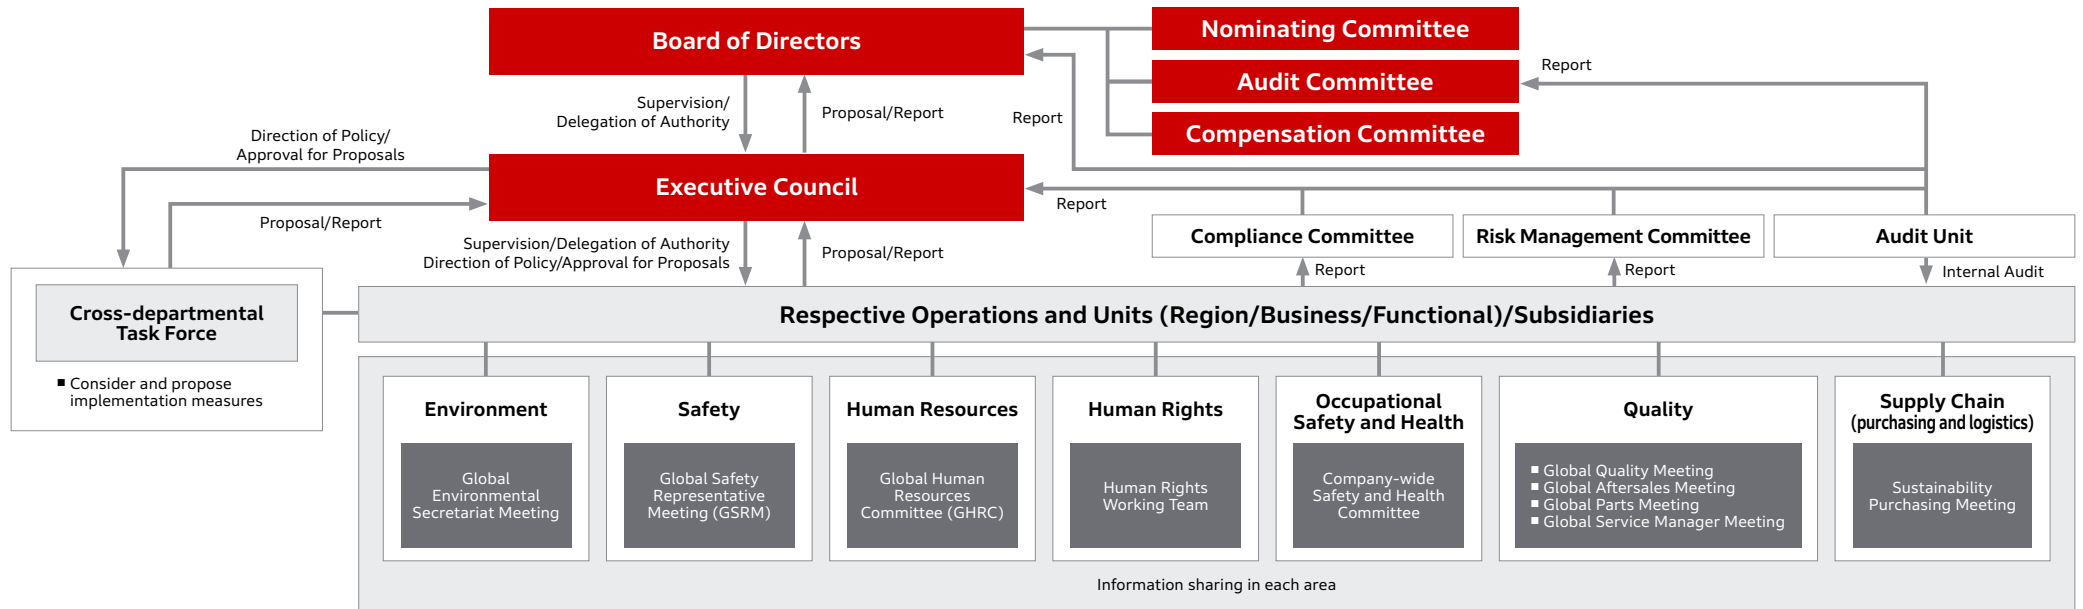 Board of Directors
Nominating Committee
Audit Committee
Compensation Committee
Report
Supervision/
Delegation of Authority
Proposal/Report
Report
Direction of Policy/
Approval for Proposals
Executive Council
Report
Proposal/Report
Supervision/Delegation of Authority
Direction of Policy/Approval for Proposals
Proposal/Report
Compliance Committee
Risk Management Committee
Audit Unit
Report
Report
Internal Audit
Cross-departmental
Task Force
■ Consider and propose
implementation measures
Respective Operations and Units (Region/Business/Functional)/Subsidiaries
Environment
Global
Environmental
Secretariat Meeting
Safety
Global Safety
Representative
Meeting (GSRM)
Human Resources
Global Human
Resources
Committee (GHRC)
Human Rights
Human Rights
Working Team
Occupational
Safety and Health
Company-wide
Safety and Health
Committee
Quality
■ Global Quality Meeting
■ Global Aftersales Meeting
■ Global Parts Meeting
■ Global Service Manager Meeting
Supply Chain
(purchasing and logistics)
Sustainability
Purchasing Meeting
Information sharing in each area